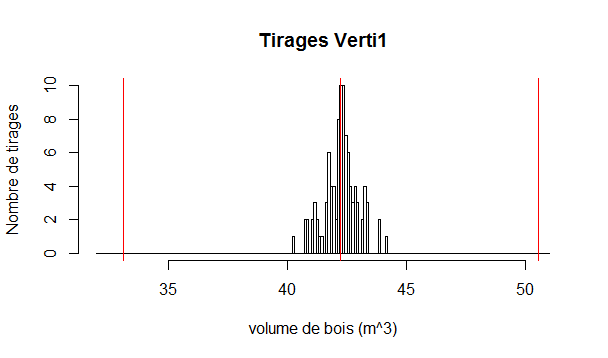 Tirages Verti1
Nombre de tirages
10
8
6
4
2
0
35 40 45 50
volume de bois (m^3)